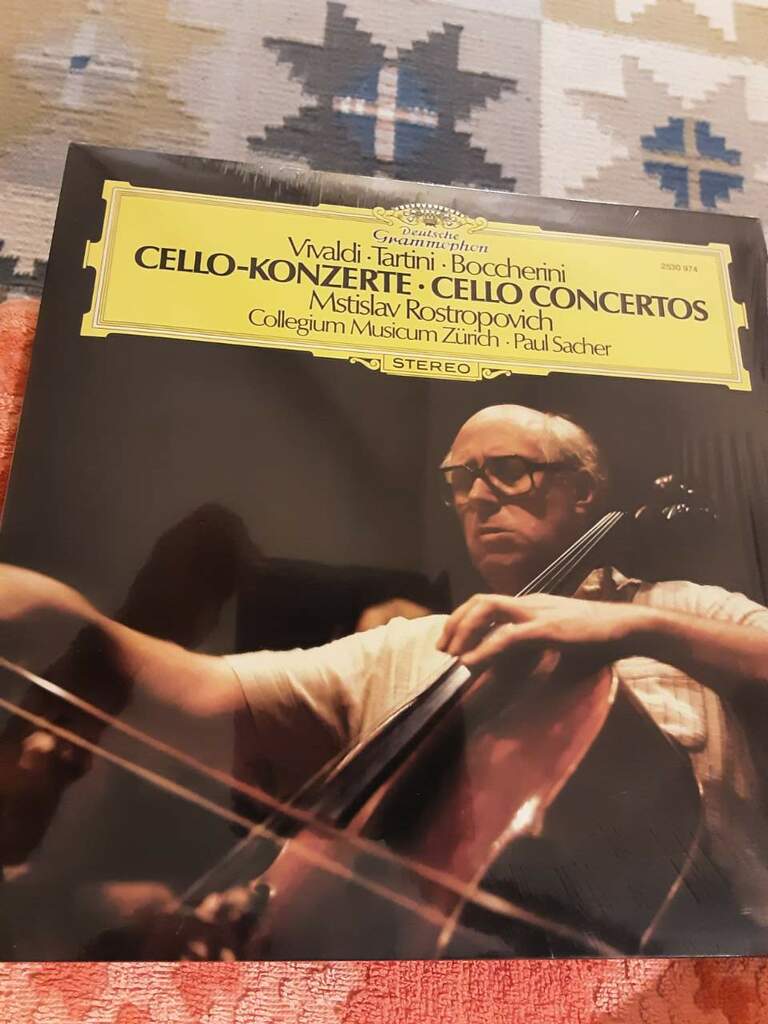 Deutsche
Grammophon
Vivaldi · Tartini · Boccherini
2530 974
CELLO-KONZERTE · CELLO CONCERTOS
Mstislav Rostropovich
Collegium Musicum Zürich · Paul Sacher
STEREO